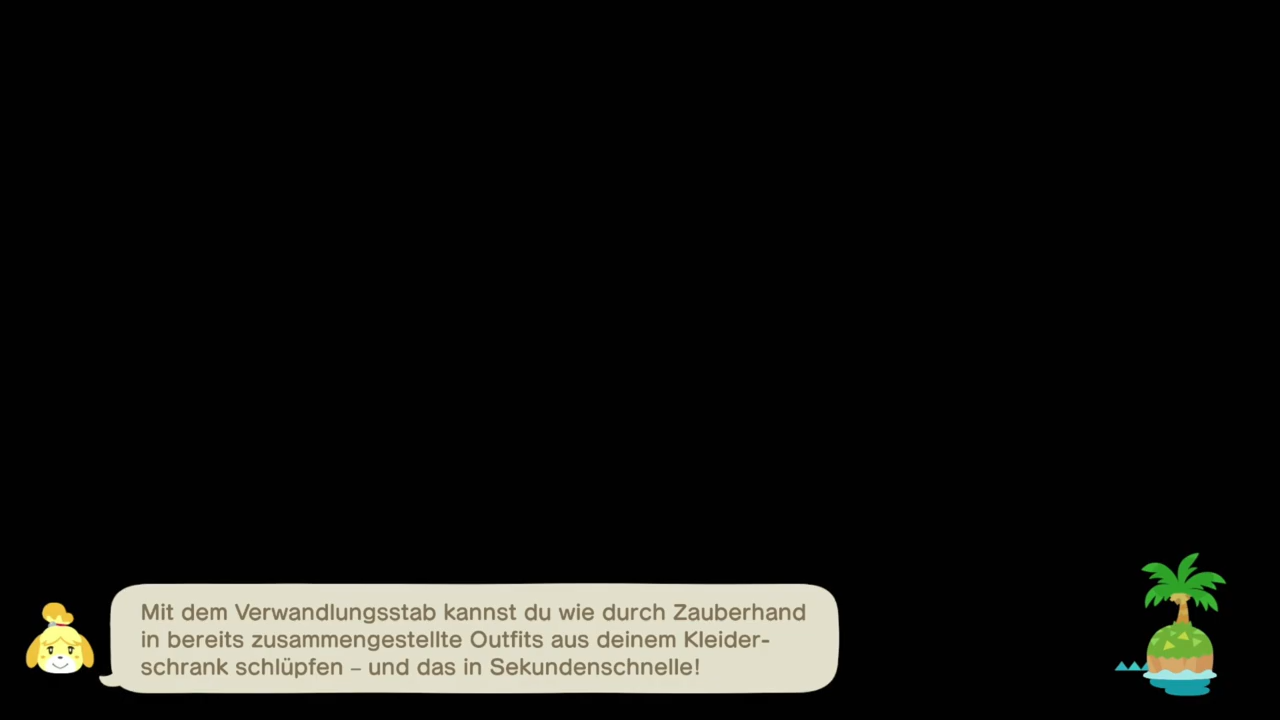 Mit dem Verwandlungsstab kannst du wie durch Zauberhand
in bereits zusammengestellte Outfits aus deinem Kleider-
schrank schlüpfen – und das in Sekundenschnelle!